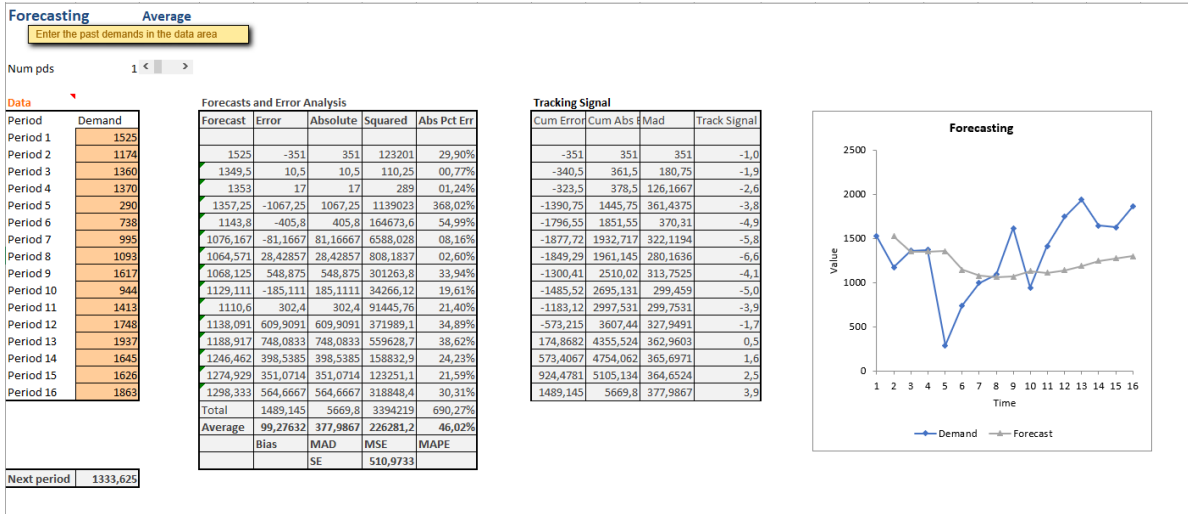 Forecasting Average
Enter the past demands in the data area
Num pds 1
Data Forecasts and Error Analysis Tracking Signal
Period Demand Forecast Error Absolute Squared Abs Pct Err Cum Error Cum Abs E Mad Track Signal
Period 1 1525
Period 2 1174 1525 -351 351 123201 29,90% -351 351 351 -1,0
Period 3 1360 1349,5 10,5 10,5 110,25 00,77% -340,5 361,5 180,75 -1,9
Period 4 1370 1353 17 17 289 01,24% -323,5 378,5 126,1667 -2,6
Period 5 290 1357,25 -1067,25 1067,25 1139023 368,02% -1390,75 1445,75 361,4375 -3,8
Period 6 738 1143,8 -405,8 405,8 164673,6 54,99% -1796,55 1851,55 370,31 -4,9
Period 7 995 1076,167 -81,1667 81,16667 6588,028 08,16% -1877,72 1932,717 322,1194 -5,8
Period 8 1093 1064,571 28,42857 28,42857 808,1837 02,60% -1849,29 1961,145 280,1636 -6,6
Period 9 1617 1068,125 548,875 548,875 301263,8 33,94% -1300,41 2510,02 313,7525 -4,1
Period 10 944 1129,111 -185,111 185,1111 34266,12 19,61% -1485,52 2695,131 299,459 -5,0
Period 11 1413 1110,6 302,4 302,4 91445,76 21,40% -1183,12 2997,531 299,7531 -3,9
Period 12 1748 1138,091 609,9091 609,9091 371989,1 34,89% -573,215 3607,44 327,9491 -1,7
Period 13 1937 1188,917 748,0833 748,0833 559628,7 38,62% 174,8682 4355,524 362,9603 0,5
Period 14 1645 1246,462 398,5385 398,5385 158832,9 24,23% 573,4067 4754,062 365,6971 1,6
Period 15 1626 1274,929 351,0714 351,0714 123251,1 21,59% 924,4781 5105,134 364,6524 2,5
Period 16 1863 1298,333 564,6667 564,6667 318848,4 30,31% 1489,145 5669,8 377,9867 3,9
Total 1489,145 5669,8 3394219 690,27%
Average 99,27632 377,9867 226281,2 46,02%
Bias MAD MSE MAPE
SE 510,9733
Next period 1333,625
Forecasting
2500
2000
1500
1000
500
0
Value
1 2 3 4 5 6 7 8 9 10 11 12 13 14 15 16
Time
Demand Forecast